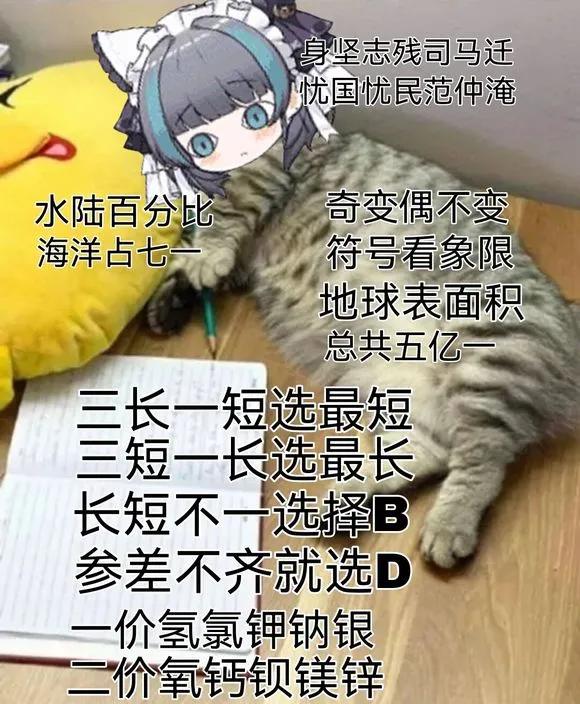 身坚志残司马迁
忧国忧民范仲淹
水陆百分比
海洋占七一
奇变偶不变
符号看象限
地球表面积
总共五亿一
三长一短选最短
三短一长选最长
长短不一选择B
参差不齐就选D
一价氢氯钾钠银
二价氧钙钡镁锌